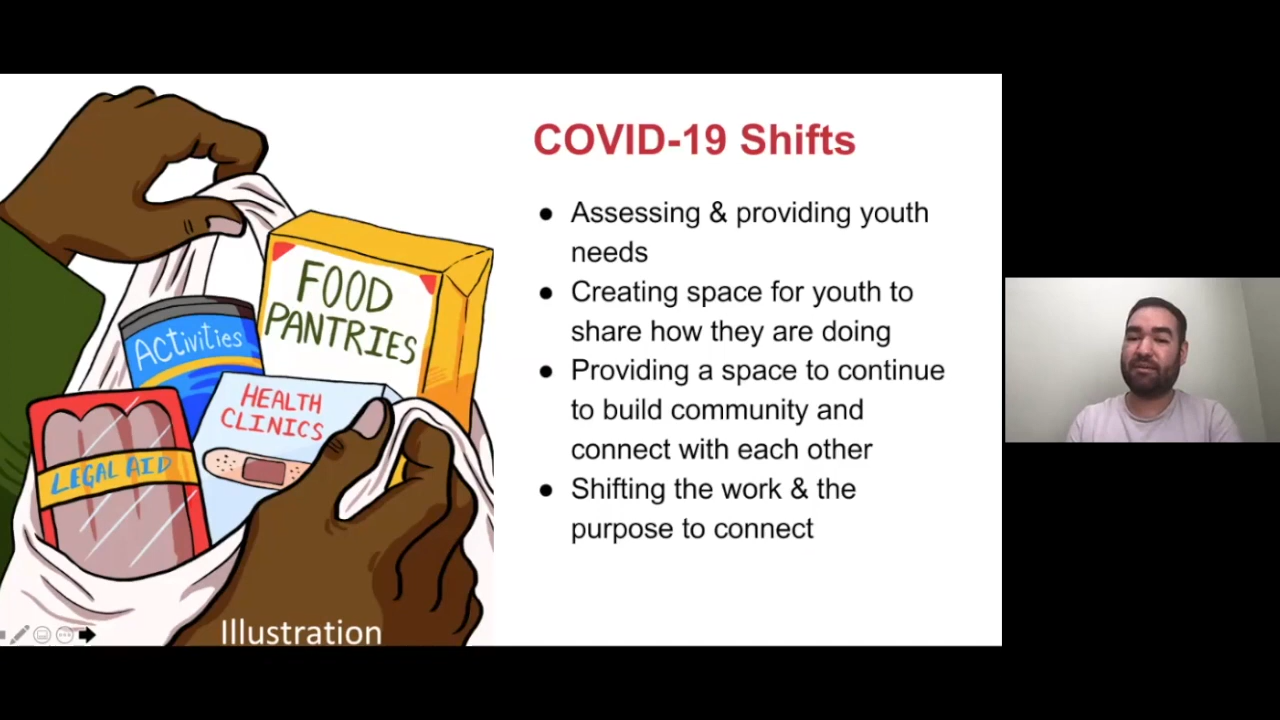 COVID-19 Shifts
● Assessing & providing youth
needs
● Creating space for youth to
share how they are doing
● Providing a space to continue
to build community and
connect with each other
● Shifting the work & the
purpose to connect
FOOD
PANTRIES
Activities
HEALTH
CLINICS
LEGAL AID
Illustration